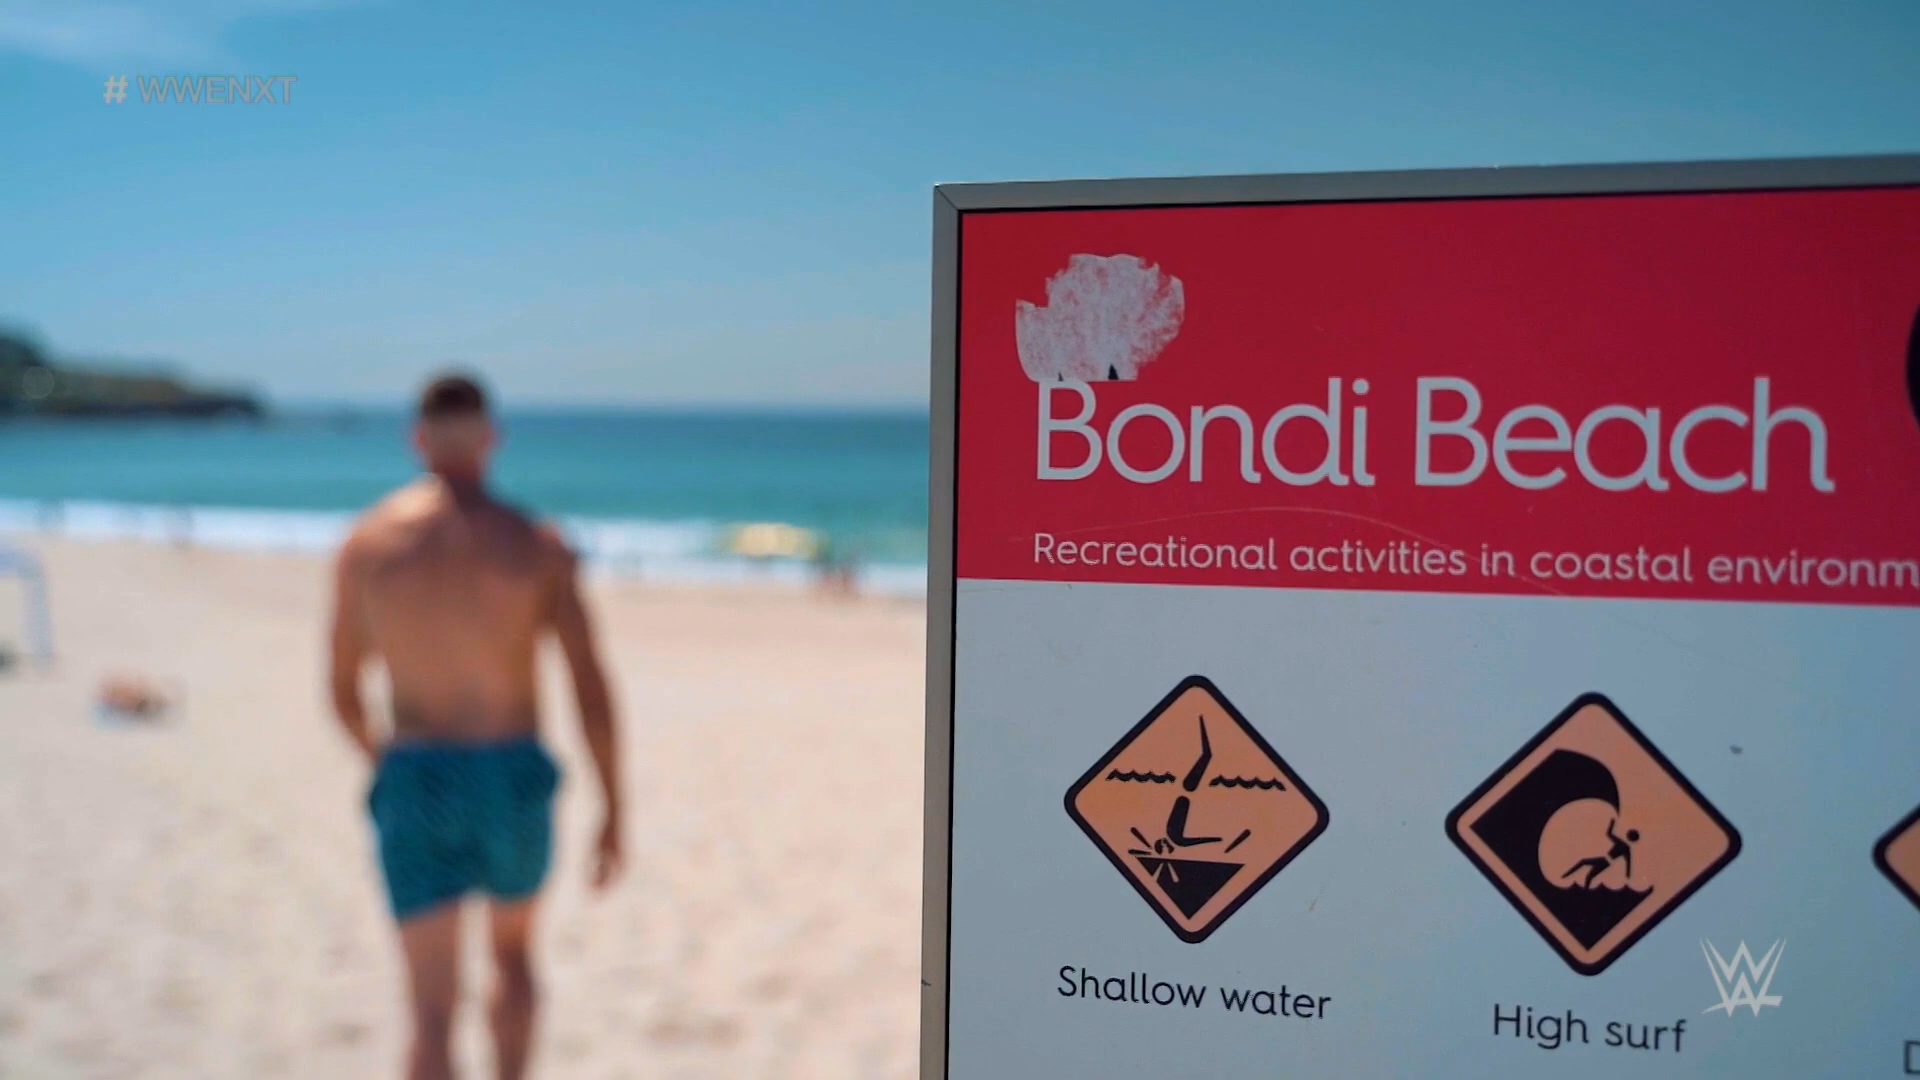 # WWENXT
Bondi Beach
Recreational activities in coastal environm
Shallow water
High surf
W